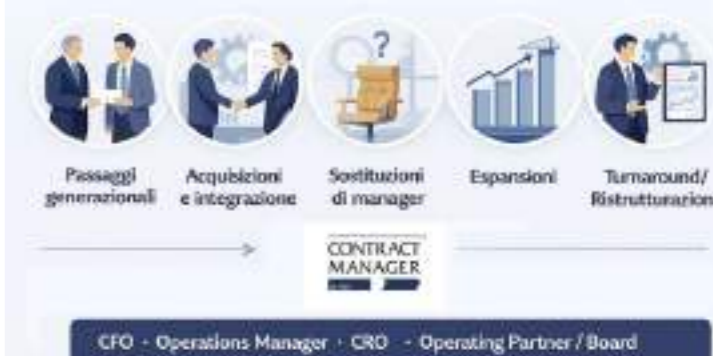 ?
Passaggi
generazionali
Acquisizioni
e integrazione
Sostituzioni
di manager
Espansioni
Turnaround/
Ristrutturazion
CONTRACT
MANAGER
CFO - Operations Manager · CRO - Operating Partner / Board